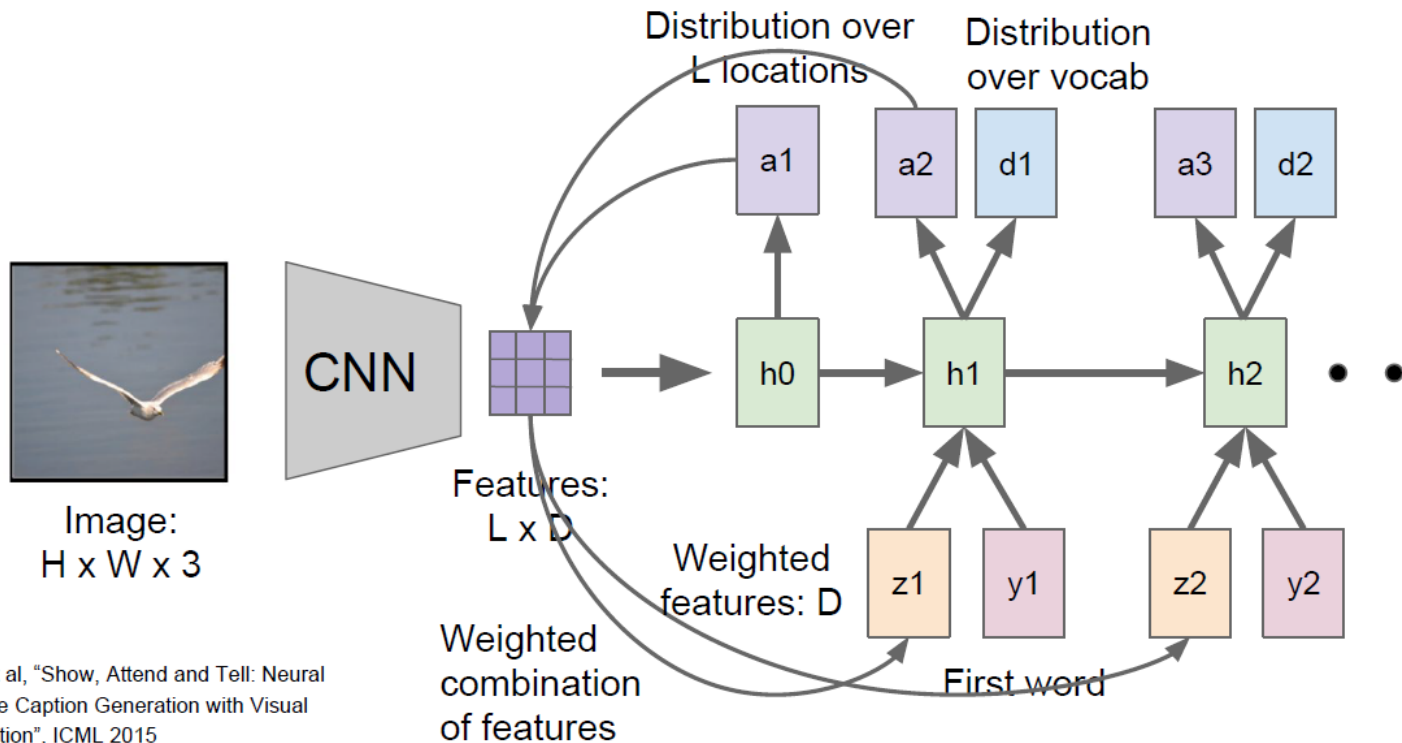 Distribution over
L locations
Distribution
over vocab
a1
a2
d1
a3
d2
CNN
h0
h1
h2
Image:
H x W x 3
Features:
L x D
Weighted
features: D
z1
y1
z2
y2
Weighted
combination
of features
First word
al, “Show, Attend and Tell: Neural
e Caption Generation with Visual
tion”, ICML 2015